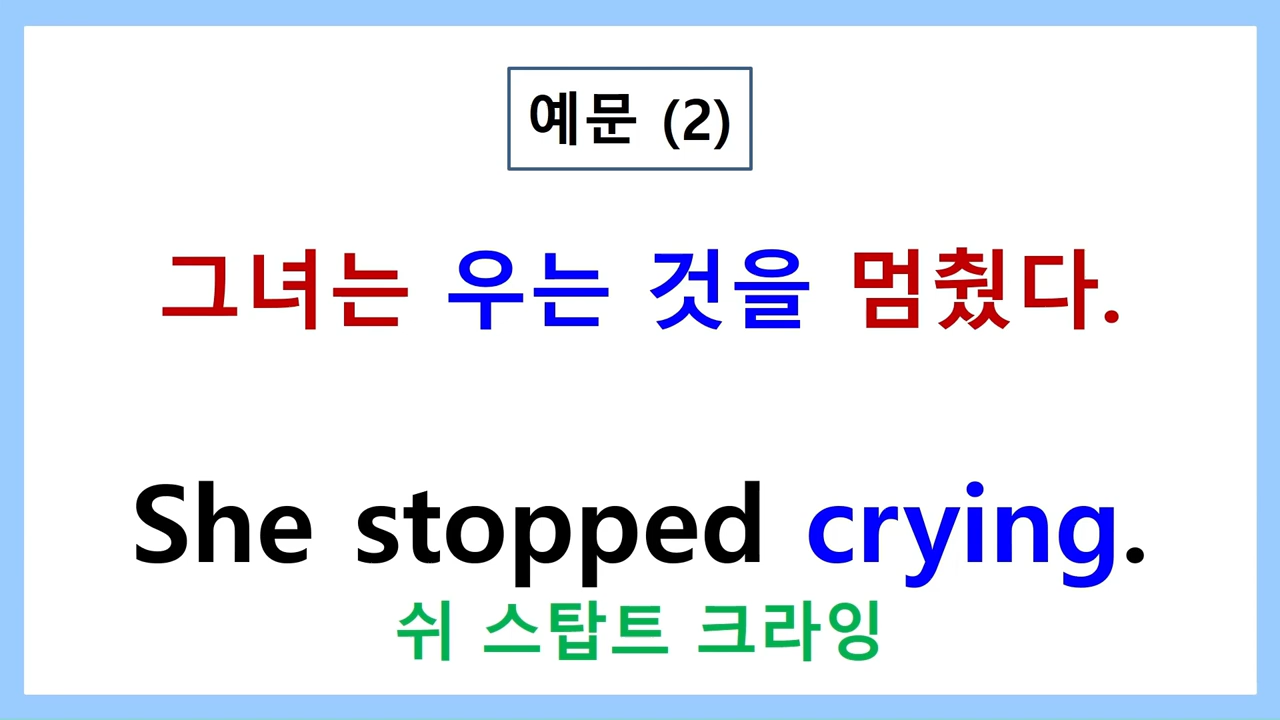 예문 (2)
그녀는 우는 것을 멈췄다.
She stopped crying.
쉬 스탑트 크라잉